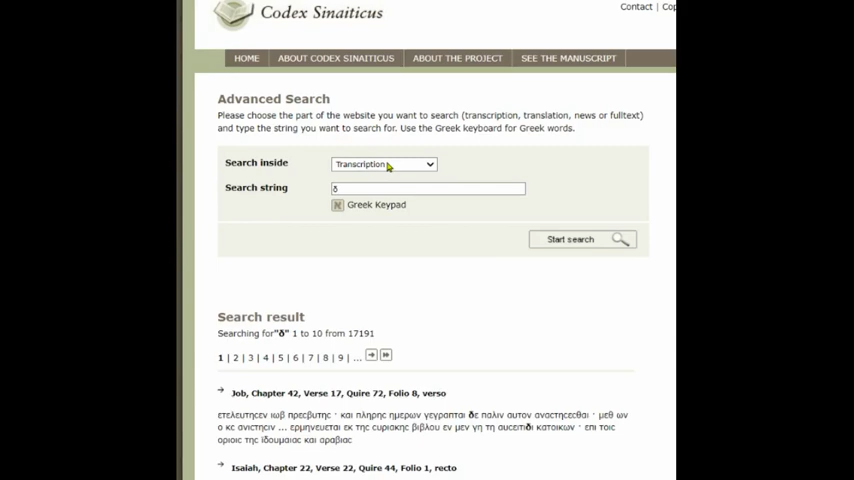 Codex Sinaiticus
Contact |
HOME
ABOUT CODEX SINAITICUS
ABOUT THE PROJECT
SEE THE MANUSCRIPT
Advanced Search
Please choose the part of the website you want to search (transcription, translation, news or fulltext)
and type the string you want to search for. Use the Greek keyboard for Greek words.
Search inside
Transcription
Search string
δ
Greek Keypad
Start search
Search result
Searching for"δ" 1 to 10 from 17191
1 | 2 | 3 | 4 | 5 | 6 | 7 | 8 | 9 | ...
Job, Chapter 42, Verse 17, Quire 72, Folio 8, verso
ετελευτηϲεν ιωβ πρεϲβυτηϲ · και πληρηϲ ημερων γεγραπται δε παλιν αυτον αναϲτηϲεϲθαι · μεθ ων
ο κϲ ανιϲτηϲιν ... ερμηνευεται εκ τηϲ ϲυριακηϲ βιβλου εν μεν γη τη αυϲειτιδι κατοικων · επι τοιϲ
οριοιϲ τηϲ ϊδουμαιαϲ και αραβιαϲ
Isaiah, Chapter 22, Verse 22, Quire 44, Folio 1, recto